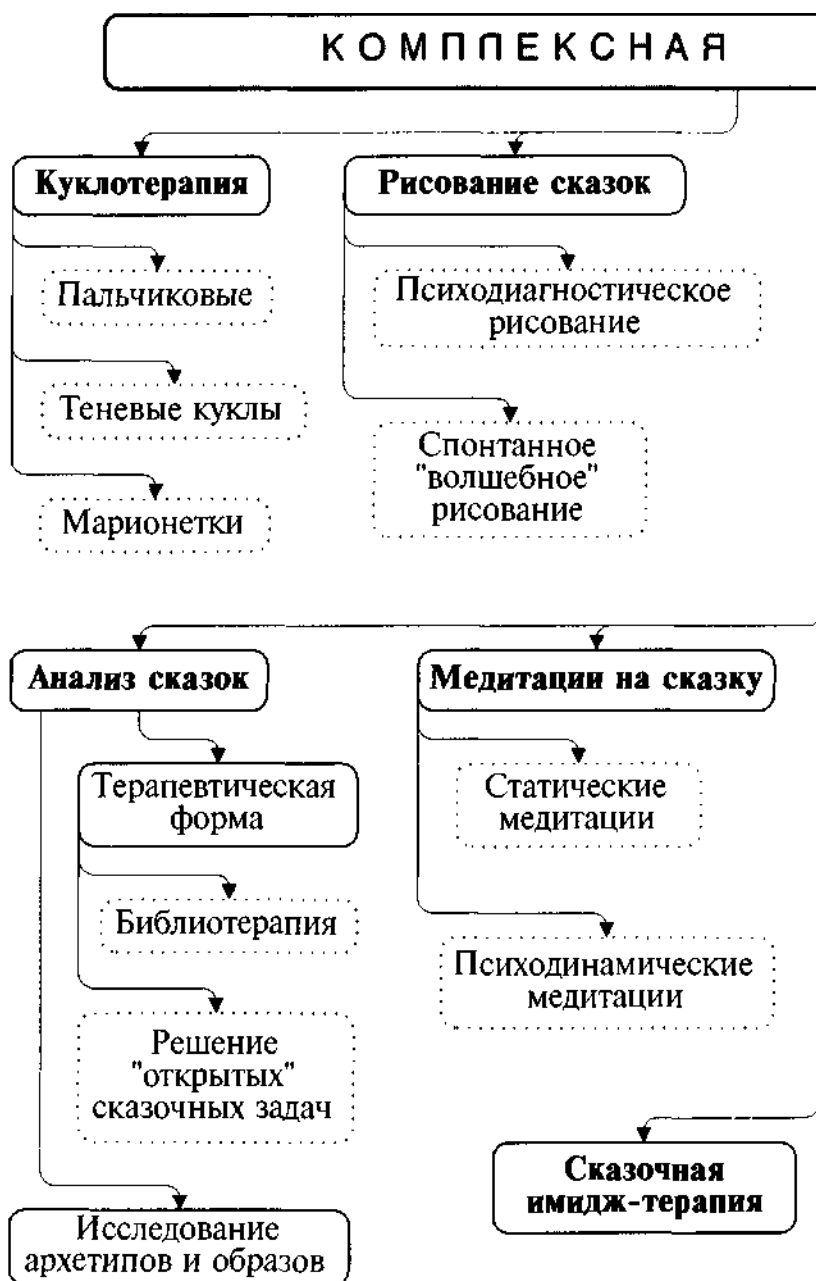 КОМПЛЕКСНАЯ
Куклотерапия
Рисование сказок
Пальчиковые
Психодиагностическое
рисование
Теневые куклы
Спонтанное
"волшебное"
рисование
Марионетки
Анализ сказок
Медитации на сказку
Терапевтическая
форма
Статические
медитации
Библиотерапия
Психодинамические
медитации
Решение
"открытых"
сказочных задач
Сказочная
имидж-терапия
Исследование
архетипов и образов